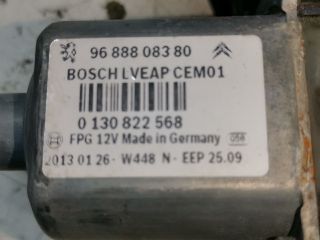 96 888 083 80
BOSCH LVEAP CEM01
0 130 822 568
FPG 12V Made in Germany 056
2013 01 26 - W448 N - EEP 25.09